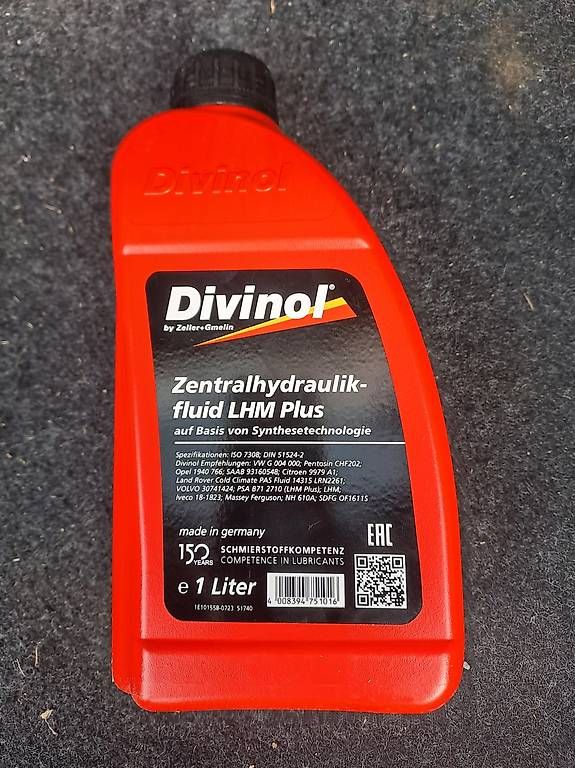 Divinol
Divinol®
by Zeller+Gmelin
Zentralhydraulik-
fluid LHM Plus
auf Basis von Synthesetechnologie
Spezifikationen: ISO 7308; DIN 51524-2
Divinol Empfehlungen: VW G 004 000; Pentosin CHF202;
Opel 1940 766; SAAB 93160548; Citroen 9979 A1;
Land Rover Cold Climate PAS Fluid 14315 LRN2261;
VOLVO 30741424; PSA B71 2710 (LHM Plus); LHM;
Iveco 18-1823; Massey Ferguson; NH 610A; SDFG OF1611S
made in germany
EAC
150 YEARS
SCHMIERSTOFFKOMPETENZ
COMPETENCE IN LUBRICANTS
e 1 Liter
4 008394 751016
1E101558-0723 51740